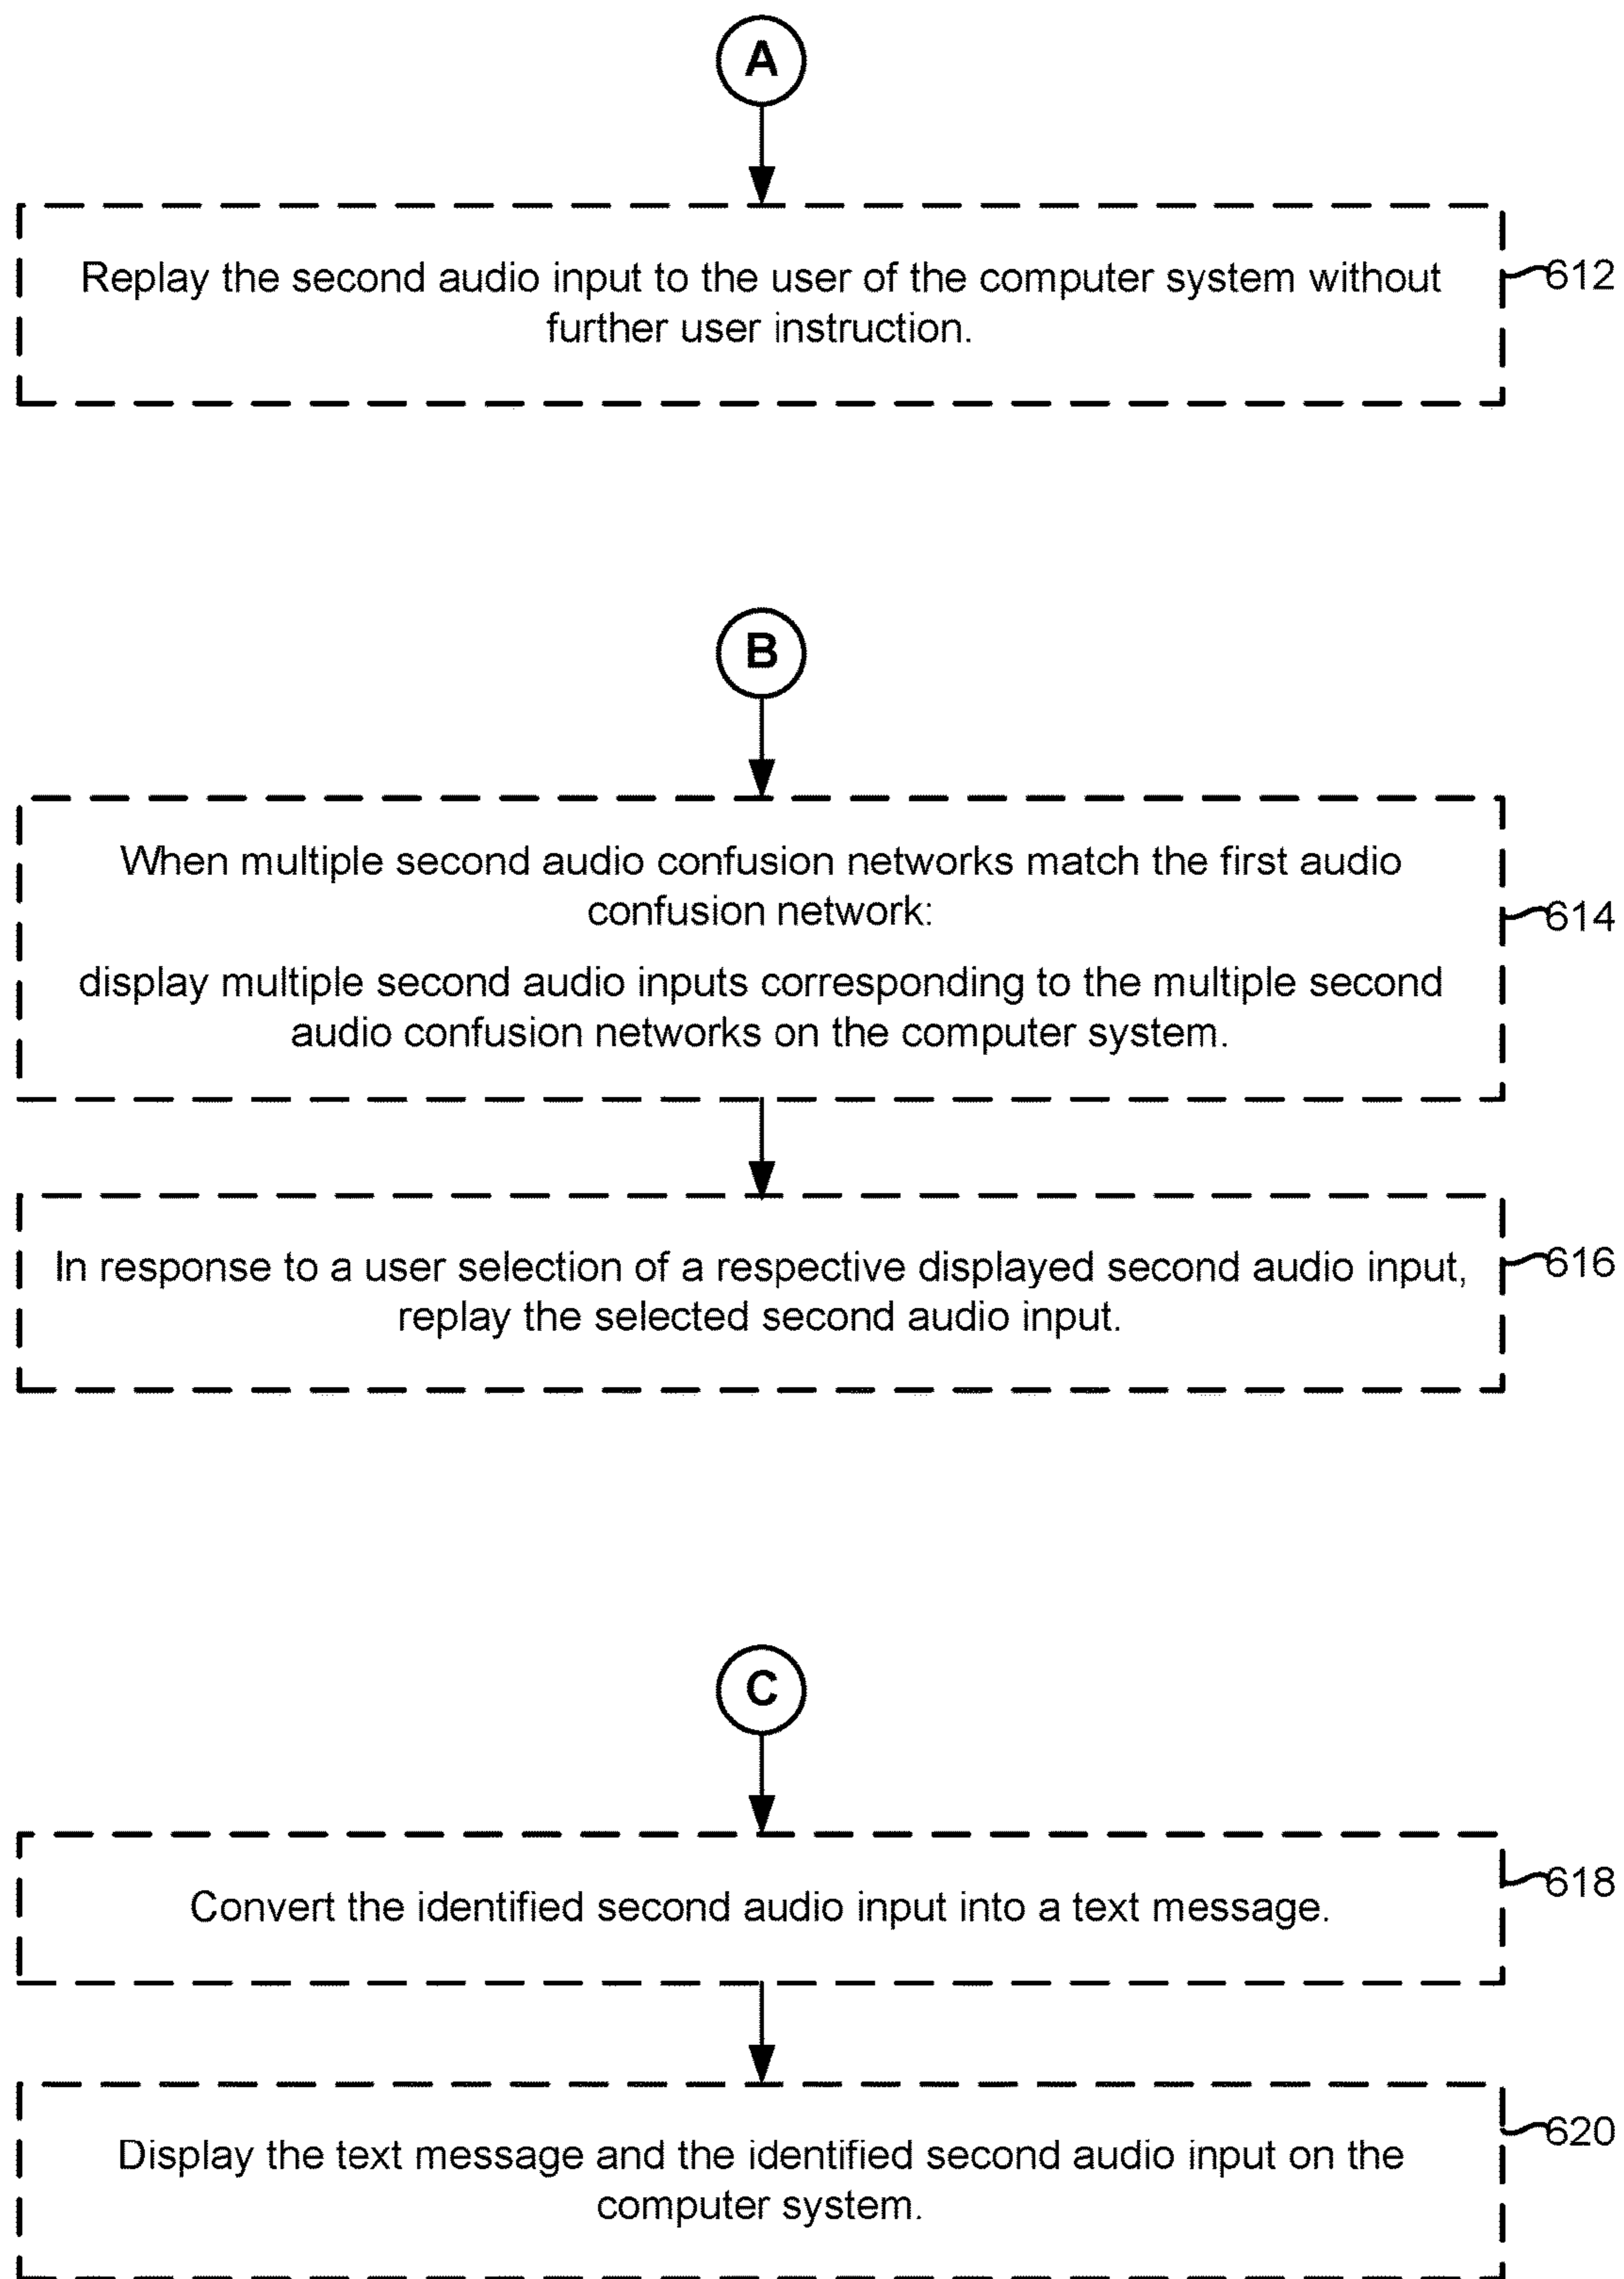 A
Replay the second audio input to the user of the computer system without
further user instruction.
612
B
When multiple second audio confusion networks match the first audio
confusion network:
display multiple second audio inputs corresponding to the multiple second
audio confusion networks on the computer system.
614
In response to a user selection of a respective displayed second audio input,
replay the selected second audio input.
616
C
Convert the identified second audio input into a text message.
618
Display the text message and the identified second audio input on the
computer system.
620